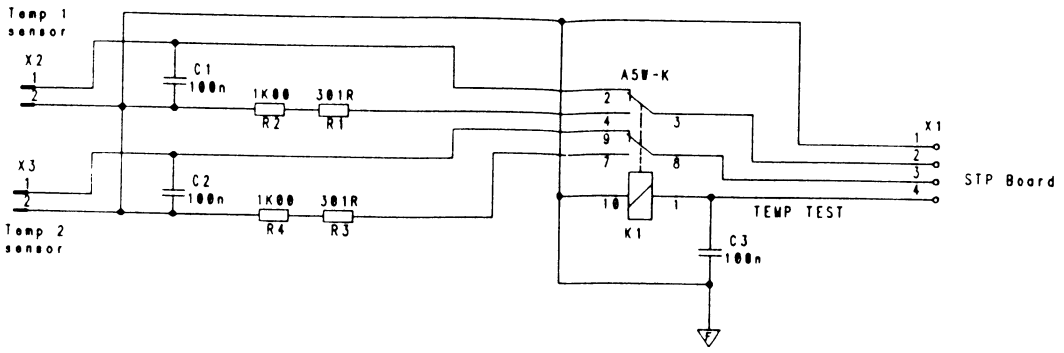 Temp 1
sensor
X2
1
2
C1
100n
1K00
R2
301R
R1
A5W-K
2
4
3
9
7
8
X1
1
2
3
4
STP Board
X3
1
2
C2
100n
1K00
R4
301R
R3
10
1
K1
TEMP TEST
C3
100n
Temp 2
sensor
F